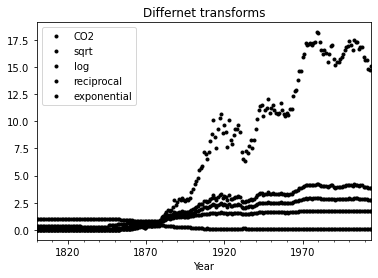 Differnet transforms
CO2
sqrt
log
reciprocal
exponential
17.5
15.0
12.5
10.0
7.5
5.0
2.5
0.0
1820 1870 1920 1970
Year